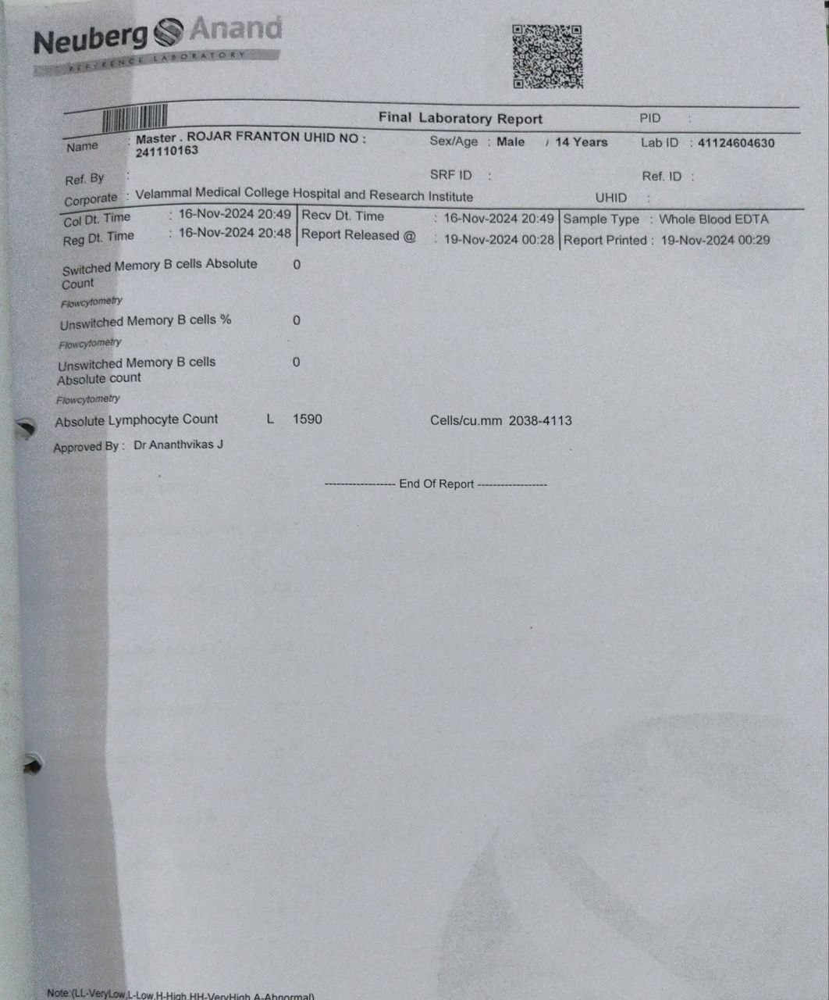 Neuberg Anand
REFERENCE LABORATORY
Final Laboratory Report PID :
Name : Master . ROJAR FRANTON UHID NO : 241110163 Sex/Age : Male / 14 Years Lab ID : 41124604630
Ref. By : SRF ID : Ref. ID :
Corporate : Velammal Medical College Hospital and Research Institute UHID :
Col Dt. Time : 16-Nov-2024 20:49 Recv Dt. Time : 16-Nov-2024 20:49 Sample Type : Whole Blood EDTA
Reg Dt. Time : 16-Nov-2024 20:48 Report Released @ : 19-Nov-2024 00:28 Report Printed : 19-Nov-2024 00:29
Switched Memory B cells Absolute 0
Count
Flowcytometry
Unswitched Memory B cells % 0
Flowcytometry
Unswitched Memory B cells 0
Absolute count
Flowcytometry
Absolute Lymphocyte Count L 1590 Cells/cu.mm 2038-4113
Approved By : Dr Ananthvikas J
------------------ End Of Report ------------------
Note:(LL-VeryLow,L-Low,H-High,HH-VeryHigh,A-Abnormal)